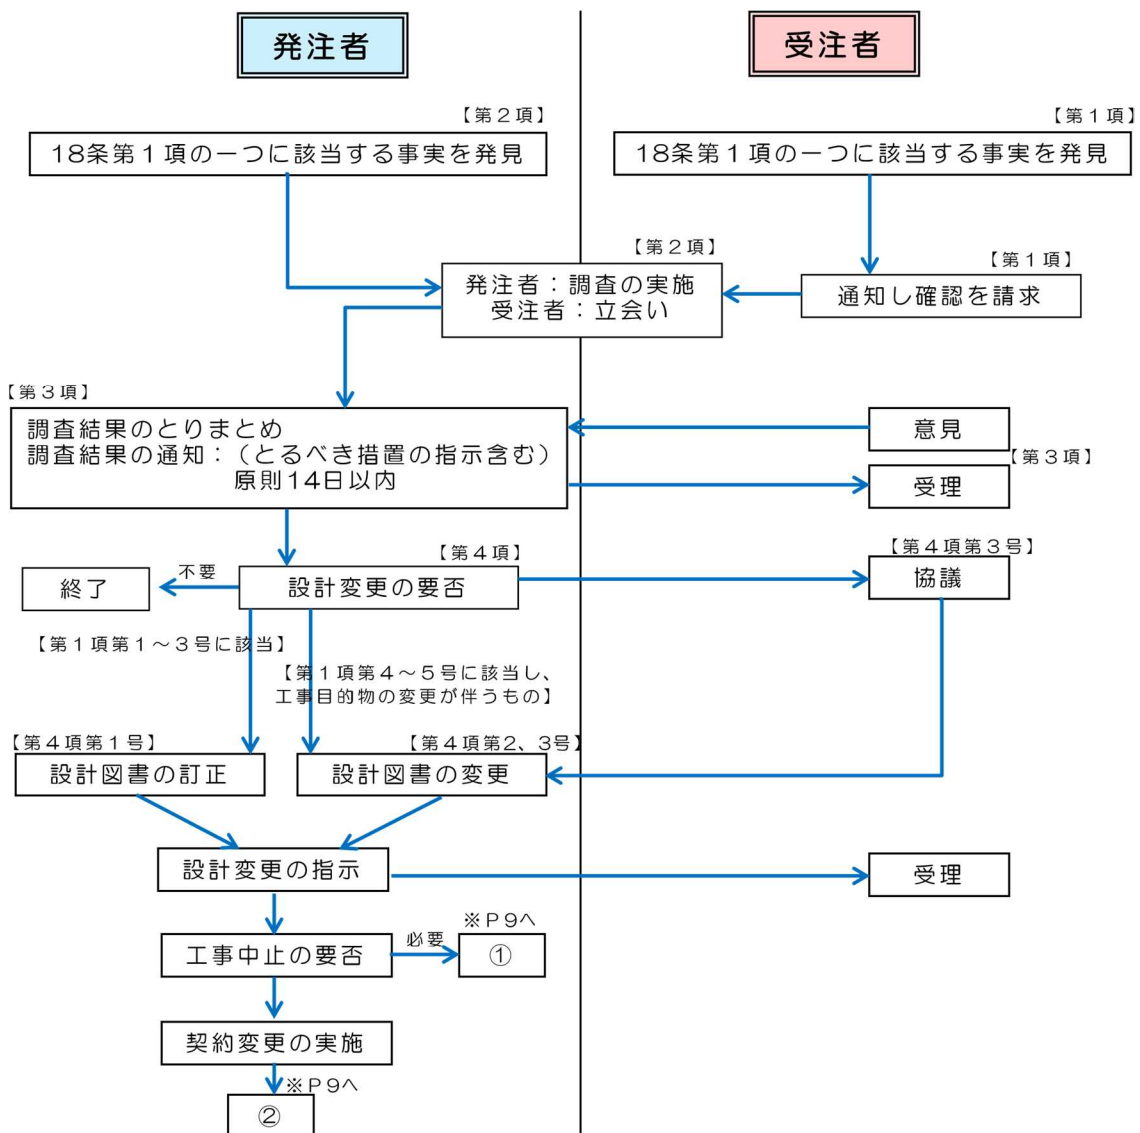 発注者
受注者
【第2項】
【第1項】
18条第1項の一つに該当する事実を発見
18条第1項の一つに該当する事実を発見
【第2項】
【第1項】
発注者：調査の実施
受注者：立会い
通知し確認を請求
【第3項】
調査結果のとりまとめ
調査結果の通知：（とるべき措置の指示含む）
原則14日以内
意見
【第3項】
受理
【第4項】
【第4項第3号】
終了
不要
設計変更の要否
協議
【第1項第1～3号に該当】
【第1項第4～5号に該当し、
工事目的物の変更が伴うもの】
【第4項第1号】
【第4項第2、3号】
設計図書の訂正
設計図書の変更
設計変更の指示
受理
※P9へ
工事中止の要否
必要
①
契約変更の実施
※P9へ
②